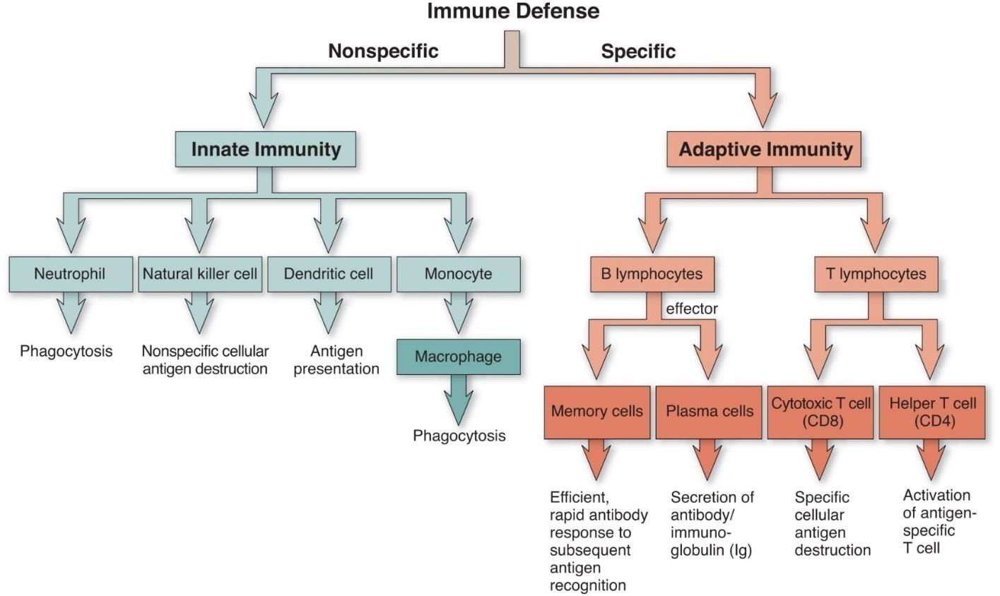 Immune Defense
Nonspecific
Specific
Innate Immunity
Adaptive Immunity
Neutrophil
Natural killer cell
Dendritic cell
Monocyte
B lymphocytes
T lymphocytes
effector
Phagocytosis
Nonspecific cellular
antigen destruction
Antigen
presentation
Macrophage
Phagocytosis
Memory cells
Plasma cells
Cytotoxic T cell
(CD8)
Helper T cell
(CD4)
Efficient,
rapid antibody
response to
subsequent
antigen
recognition
Secretion of
antibody/
immuno-
globulin (Ig)
Specific
cellular
antigen
destruction
Activation
of antigen-
specific
T cell